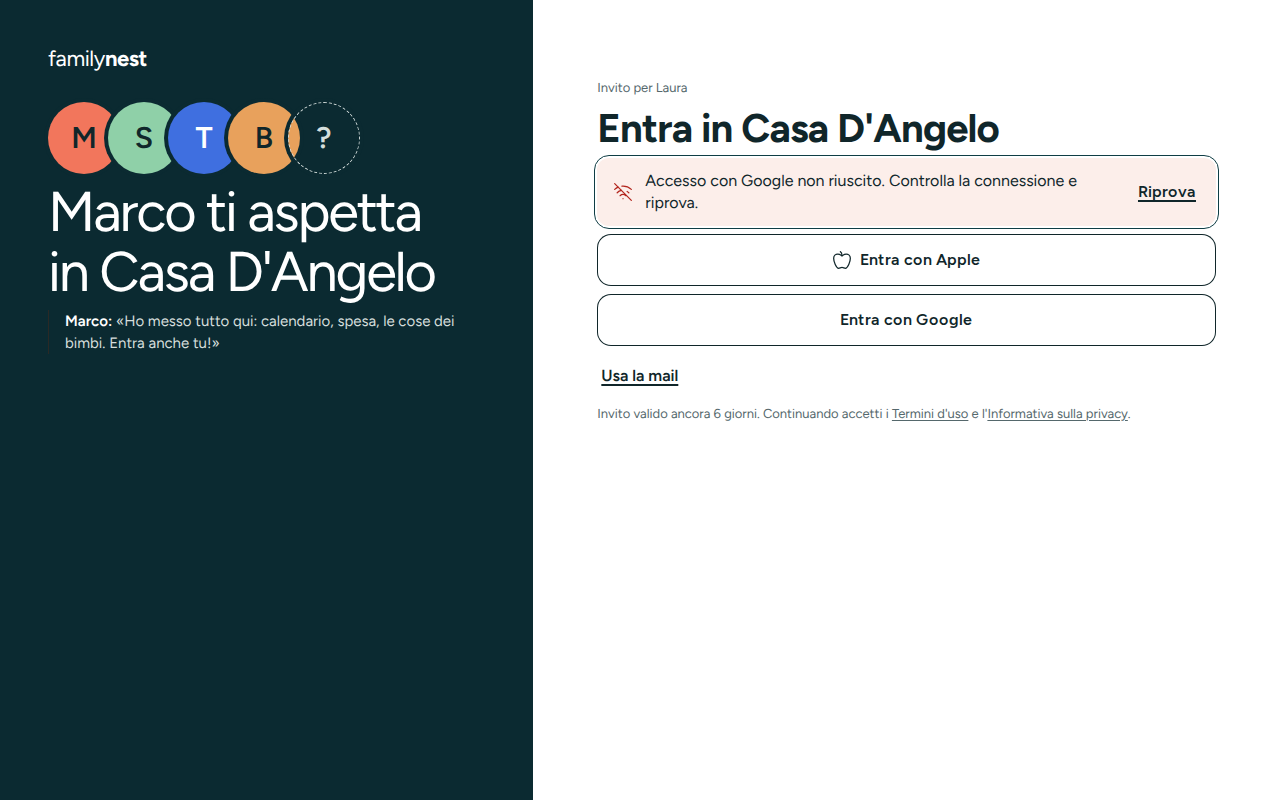 familynest
M S T B ?
Marco ti aspetta
in Casa D'Angelo
Marco: «Ho messo tutto qui: calendario, spesa, le cose dei
bimbi. Entra anche tu!»
Invito per Laura
Entra in Casa D'Angelo
Accesso con Google non riuscito. Controlla la connessione e
riprova.
Riprova
Entra con Apple
Entra con Google
Usa la mail
Invito valido ancora 6 giorni. Continuando accetti i Termini d'uso e l'Informativa sulla privacy.